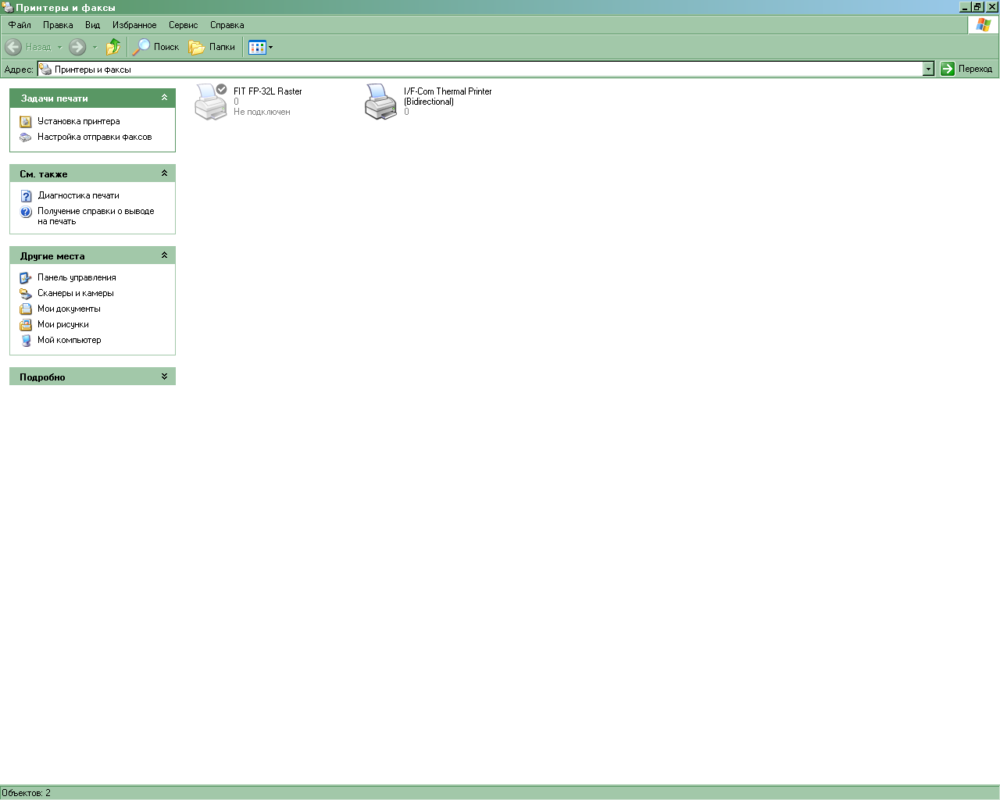 Принтеры и факсы
Файл Правка Вид Избранное Сервис Справка
Назад Поиск Папки
Адрес: Принтеры и факсы Переход
Задачи печати
Установка принтера
Настройка отправки факсов
См. также
Диагностика печати
Получение справки о выводе
на печать
Другие места
Панель управления
Сканеры и камеры
Мои документы
Мои рисунки
Мой компьютер
Подробно
FIT FP-32L Raster
0
Не подключен
I/F-Com Thermal Printer
(Bidirectional)
0
Объектов: 2